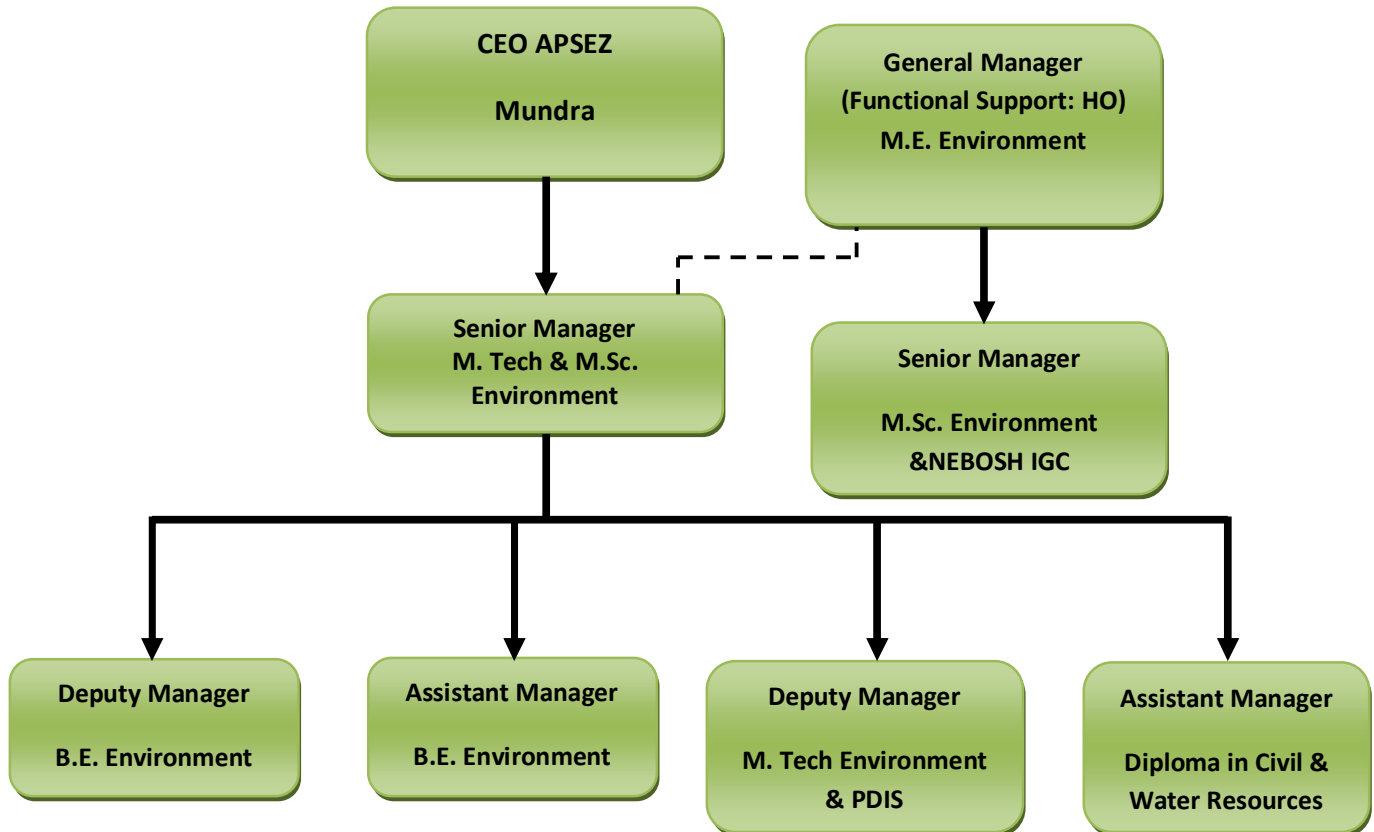 CEO APSEZ
Mundra
General Manager
(Functional Support: HO)
M.E. Environment
Senior Manager
M. Tech & M.Sc.
Environment
Senior Manager
M.Sc. Environment
&NEBOSH IGC
Deputy Manager
B.E. Environment
Assistant Manager
B.E. Environment
Deputy Manager
M. Tech Environment
& PDIS
Assistant Manager
Diploma in Civil &
Water Resources